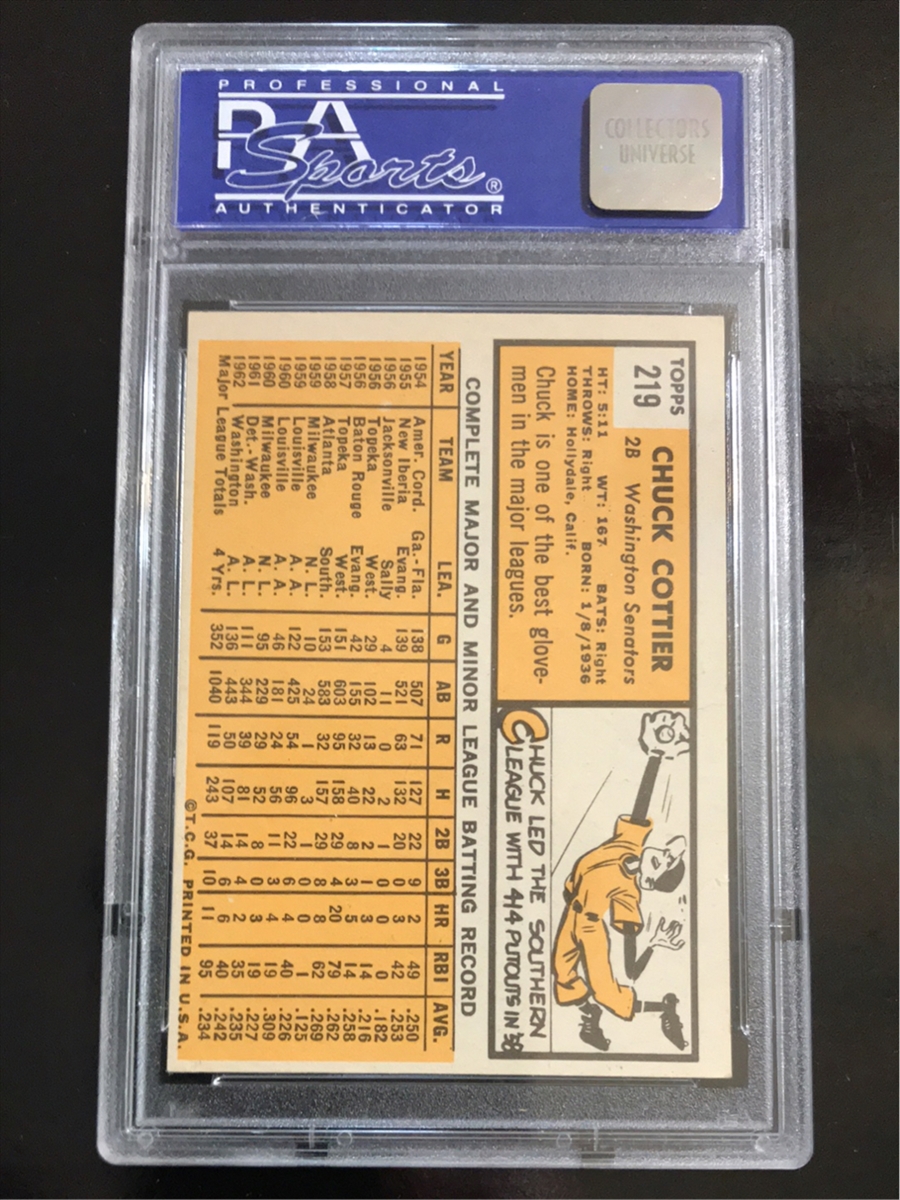 PROFESSIONAL
PSA
Sports®
AUTHENTICATOR
COLLECTORS
UNIVERSE
TOPPS
219
CHUCK COTTIER
2B Washington Senators
HT: 5:11 WT: 167 BATS: Right
THROWS: Right BORN: 1/8/1936
HOME: Hollydale, Calif.
Chuck is one of the best glove-
men in the major leagues.
CHUCK LED THE SOUTHERN
LEAGUE WITH 414 PUTOUTS IN '58
COMPLETE MAJOR AND MINOR LEAGUE BATTING RECORD
YEAR TEAM LEA. G AB R H 2B 3B HR RBI AVG.
1954 Amer. Cord. Ga.-Fla. 138 507 71 127 22 9 2 49 .250
1955 New Iberia Evang. 139 521 63 132 20 0 3 42 .253
1956 Jacksonville Sally 4 11 0 2 1 0 0 0 .182
1956 Topeka West. 29 102 13 22 2 1 3 14 .216
1956 Baton Rouge Evang. 42 155 32 40 8 3 5 14 .258
1957 Topeka West. 151 603 95 158 29 4 20 79 .262
1958 Atlanta South. 153 583 32 157 29 8 8 62 .269
1959 Milwaukee N. L. 10 24 1 3 1 0 0 1 .125
1959 Louisville A. A. 122 425 54 96 22 6 4 40 .226
1960 Louisville A. A. 46 181 24 56 11 4 4 19 .309
1960 Milwaukee N. L. 95 229 29 52 8 0 3 19 .227
1961 Det.-Wash. A. L. 111 344 39 81 14 4 2 35 .235
1962 Washington A. L. 136 443 50 107 14 6 6 40 .242
Major League Totals 4 Yrs. 352 1040 119 243 37 10 11 95 .234
©T.C.G. PRINTED IN U.S.A.